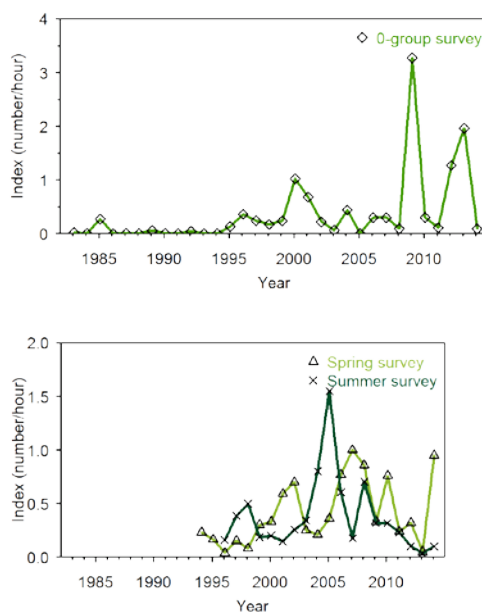 4
0-group survey
3
2
1
0
Index (number/hour)
1985 1990 1995 2000 2005 2010
Year
2.0
Spring survey
Summer survey
1.5
1.0
0.5
0.0
Index (number/hour)
1985 1990 1995 2000 2005 2010
Year